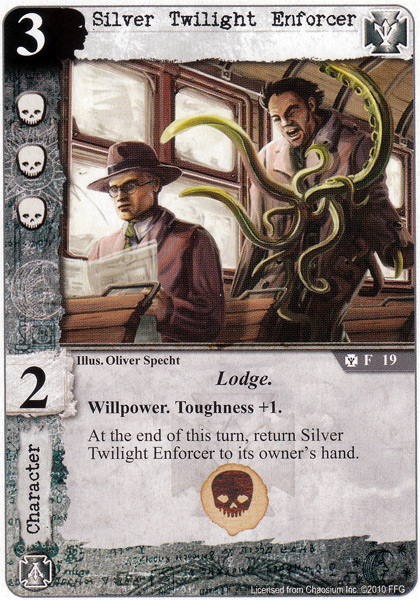 3
Silver Twilight Enforcer
Illus. Oliver Specht
F 19
2
Lodge.
Willpower. Toughness +1.
At the end of this turn, return Silver
Twilight Enforcer to its owner's hand.
Character
Licensed from Chaosium Inc. ©2010 FFG